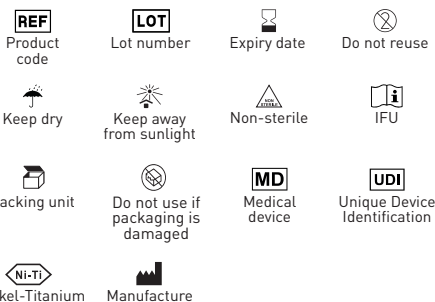 REF LOT
Product code Lot number Expiry date Do not reuse
NON STERILE
Keep dry Keep away from sunlight Non-sterile IFU
MD UDI
acking unit Do not use if packaging is damaged Medical device Unique Device Identification
Ni-Ti
kel-Titanium Manufacture